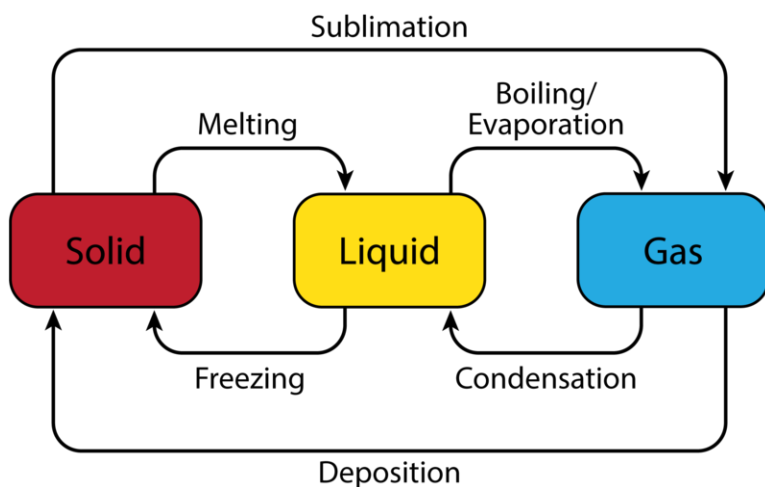 Sublimation
Melting
Boiling/
Evaporation
Solid
Liquid
Gas
Freezing
Condensation
Deposition